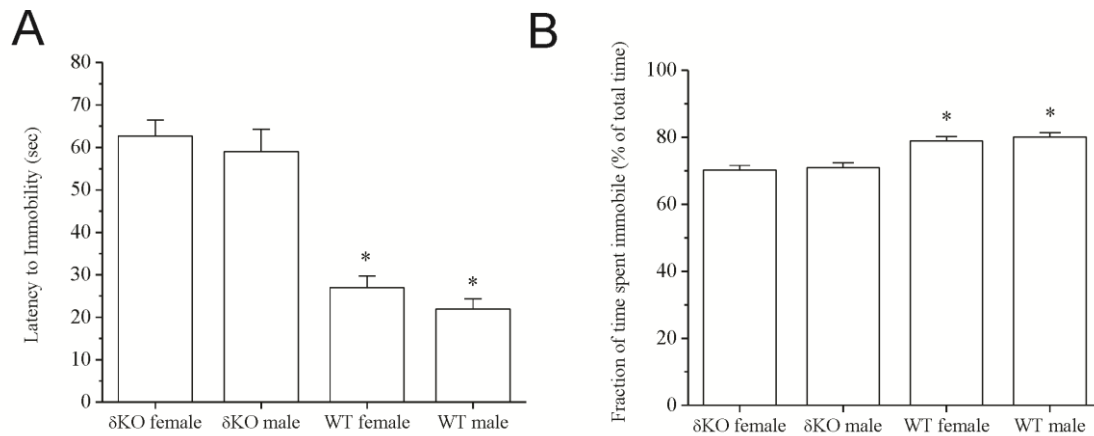 A
Latency to Immobility (sec)
80
70
60
50
40
30
20
10
0
*
*
δKO female
δKO male
WT female
WT male
B
Fraction of time spent immobile (% of total time)
100
80
60
40
20
0
*
*
δKO female
δKO male
WT female
WT male